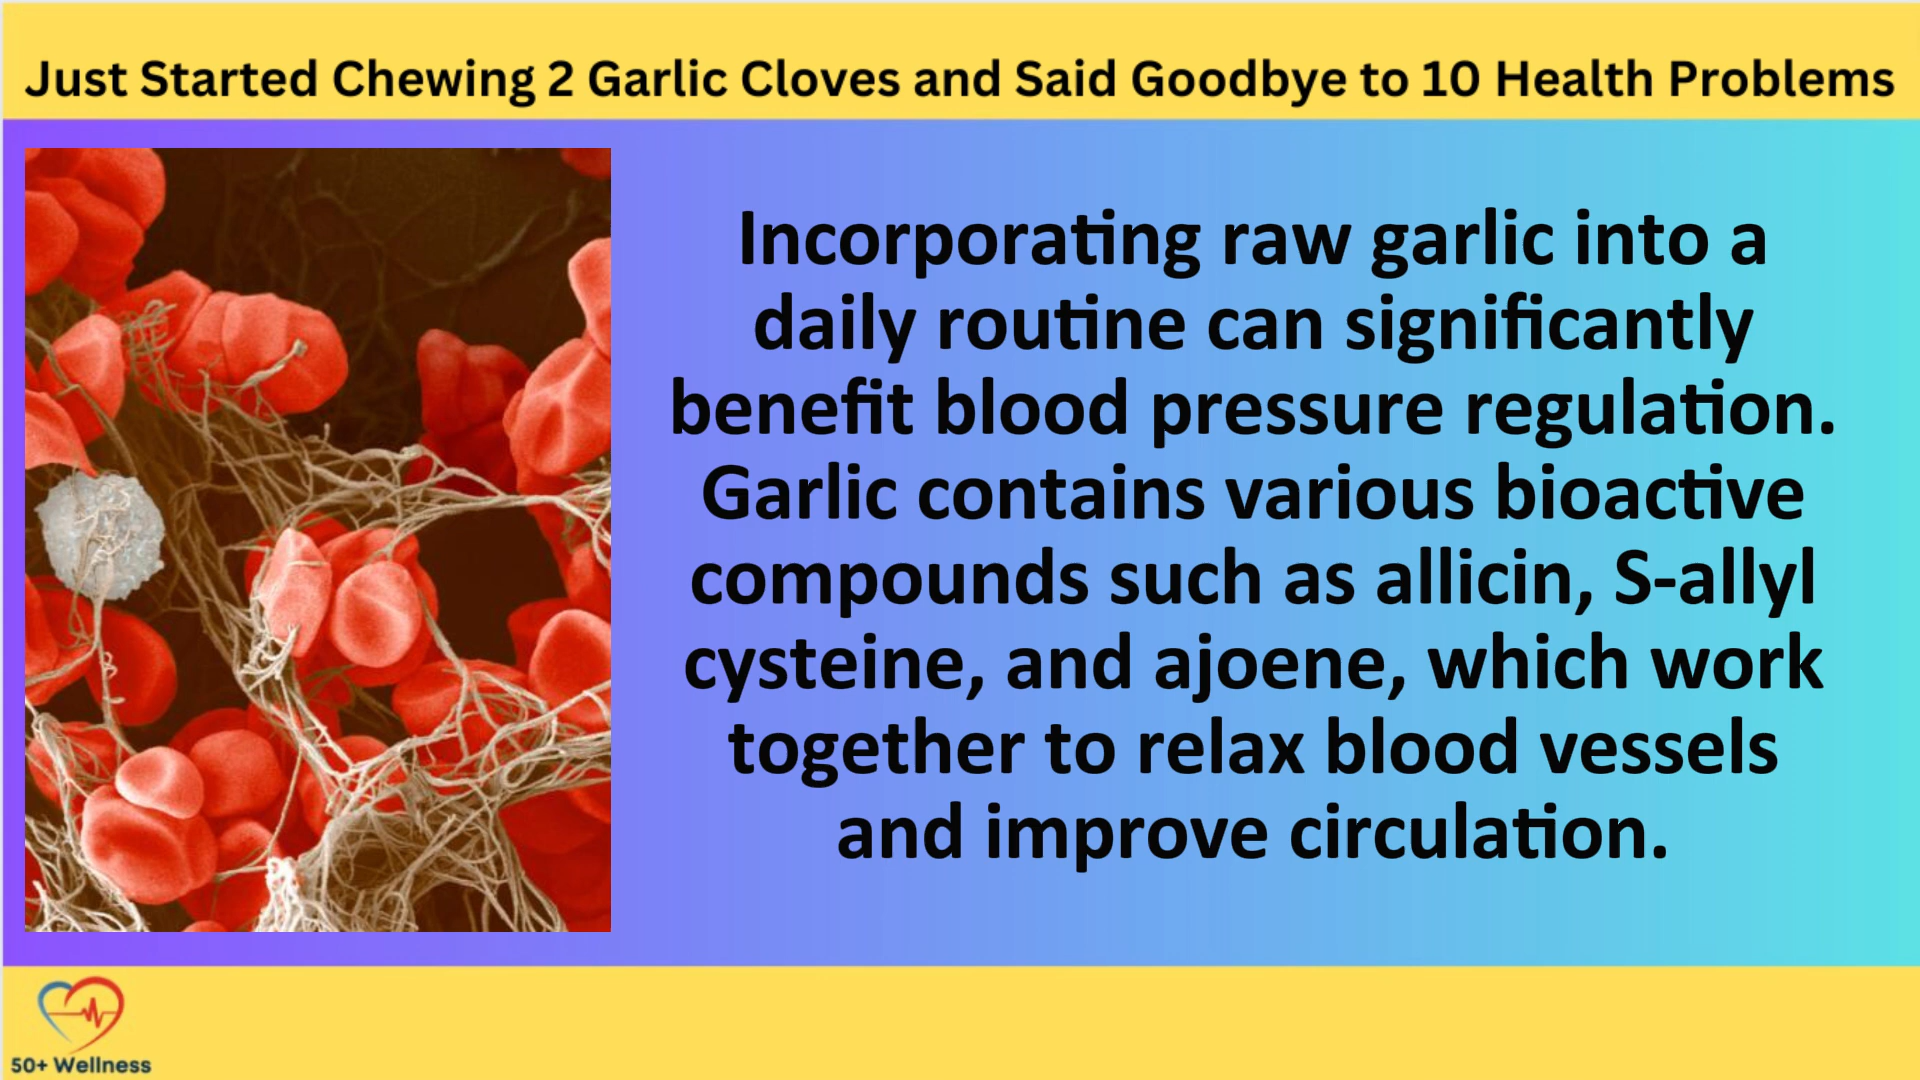 Just Started Chewing 2 Garlic Cloves and Said Goodbye to 10 Health Problems
Incorporating raw garlic into a
daily routine can significantly
benefit blood pressure regulation.
Garlic contains various bioactive
compounds such as allicin, S-allyl
cysteine, and ajoene, which work
together to relax blood vessels
and improve circulation.
50+ Wellness